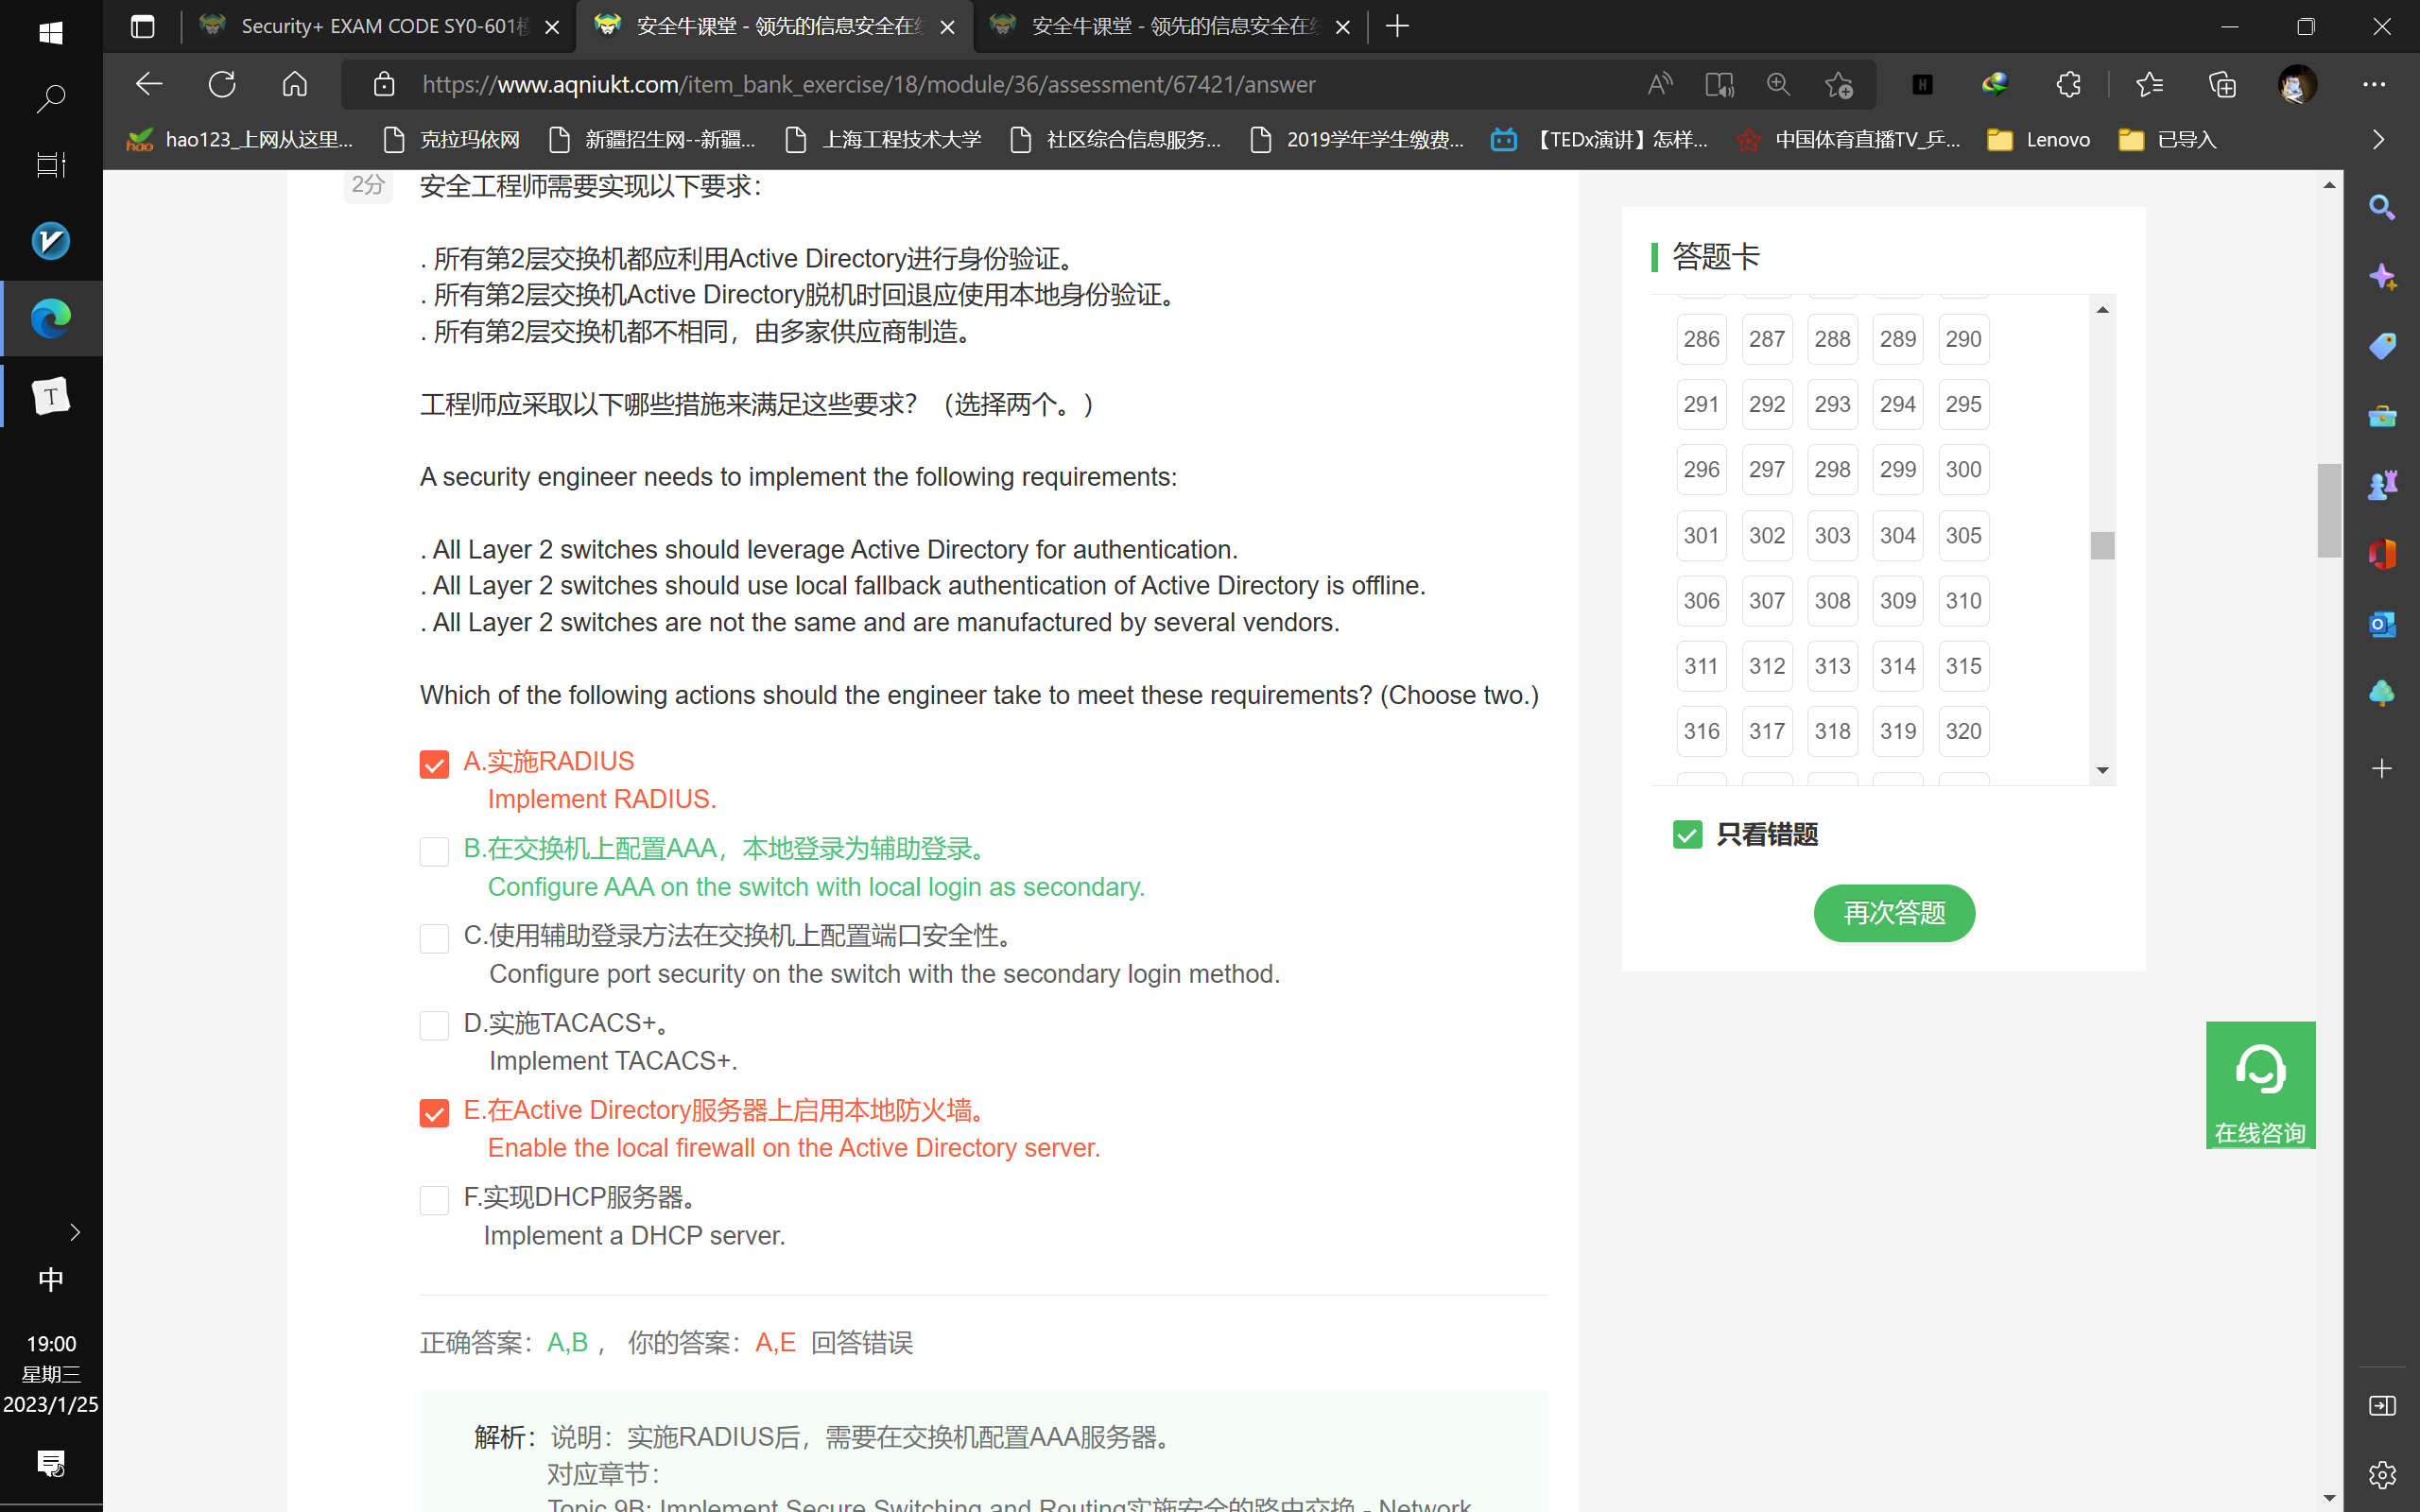 Security+ EXAM CODE SY0-601
安全牛课堂 - 领先的信息安全在
安全牛课堂 - 领先的信息安全在
https://www.aqniukt.com/item_bank_exercise/18/module/36/assessment/67421/answer
hao123_上网从这里...
克拉玛依网
新疆招生网--新疆...
上海工程技术大学
社区综合信息服务...
2019学年学生缴费...
【TEDx演讲】怎样...
中国体育直播TV_乒...
Lenovo
已导入
2分
安全工程师需要实现以下要求：
. 所有第2层交换机都应利用Active Directory进行身份验证。
. 所有第2层交换机Active Directory脱机时回退应使用本地身份验证。
. 所有第2层交换机都不相同，由多家供应商制造。
工程师应采取以下哪些措施来满足这些要求？（选择两个。）
A security engineer needs to implement the following requirements:
. All Layer 2 switches should leverage Active Directory for authentication.
. All Layer 2 switches should use local fallback authentication of Active Directory is offline.
. All Layer 2 switches are not the same and are manufactured by several vendors.
Which of the following actions should the engineer take to meet these requirements? (Choose two.)
A.实施RADIUS
Implement RADIUS.
B.在交换机上配置AAA，本地登录为辅助登录。
Configure AAA on the switch with local login as secondary.
C.使用辅助登录方法在交换机上配置端口安全性。
Configure port security on the switch with the secondary login method.
D.实施TACACS+。
Implement TACACS+.
E.在Active Directory服务器上启用本地防火墙。
Enable the local firewall on the Active Directory server.
F.实现DHCP服务器。
Implement a DHCP server.
正确答案：A,B ， 你的答案：A,E 回答错误
解析：说明：实施RADIUS后，需要在交换机配置AAA服务器。
对应章节：
Topic 9B: Implement Secure Switching and Routing实施安全的路由交换 - Network
答题卡
286 287 288 289 290
291 292 293 294 295
296 297 298 299 300
301 302 303 304 305
306 307 308 309 310
311 312 313 314 315
316 317 318 319 320
只看错题
再次答题
在线咨询
T
中
19:00
星期三
2023/1/25